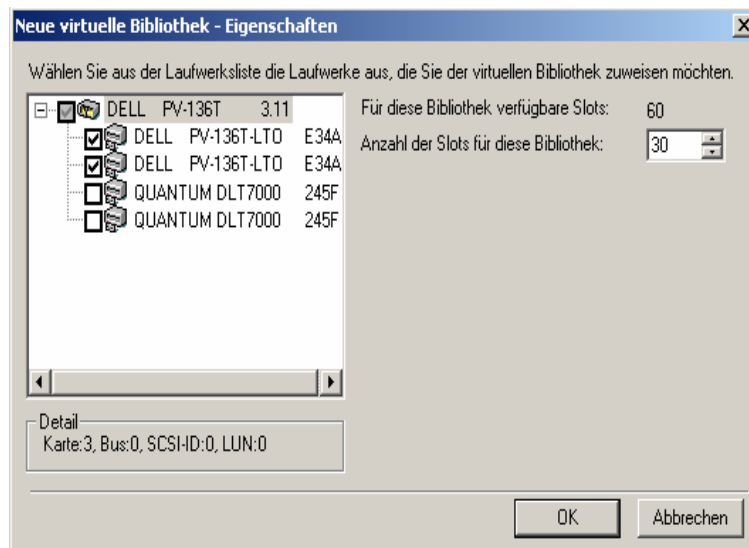 Neue virtuelle Bibliothek - Eigenschaften
Wählen Sie aus der Laufwerksliste die Laufwerke aus, die Sie der virtuellen Bibliothek zuweisen möchten.
DELL PV-136T 3.11
DELL PV-136T-LTO E34A
DELL PV-136T-LTO E34A
QUANTUM DLT7000 245F
QUANTUM DLT7000 245F
Für diese Bibliothek verfügbare Slots: 60
Anzahl der Slots für diese Bibliothek: 30
Detail
Karte:3, Bus:0, SCSI-ID:0, LUN:0
OK Abbrechen